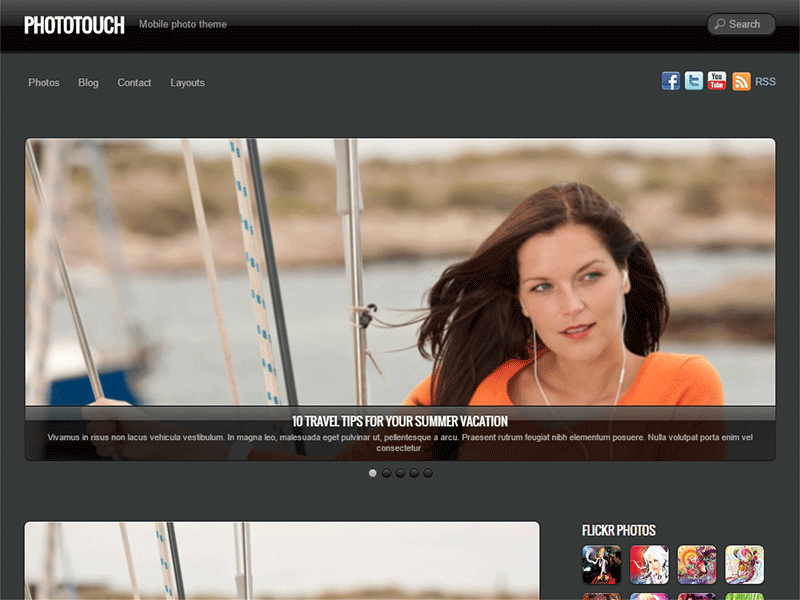 PHOTOTOUCH Mobile photo theme Search
Photos Blog Contact Layouts You Tube RSS
10 TRAVEL TIPS FOR YOUR SUMMER VACATION
Vivamus in risus non lacus vehicula vestibulum. In magna leo, malesuada eget pulvinar ut, pellentesque a arcu. Praesent rutrum feugiat nibh elementum posuere. Nulla volutpat porta enim vel
consectetur.
FLICKR PHOTOS